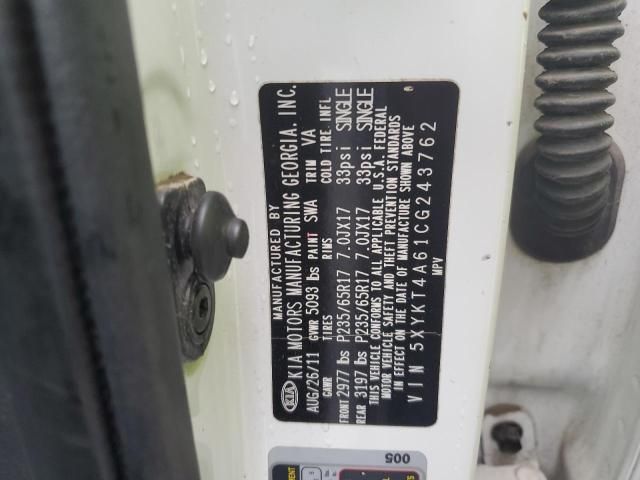 MANUFACTURED BY
KIA KIA MOTORS MANUFACTURING GEORGIA, INC.
AUG/26/11 GVWR 5093 lbs PAINT SWA TRIM VA
GAWR TIRES RIMS COLD TIRE INFL
FRONT 2977 lbs P235/65R17 7.0JX17 33psi SINGLE
REAR 3197 lbs P235/65R17 7.0JX17 33psi SINGLE
THIS VEHICLE CONFORMS TO ALL APPLICABLE U.S.A. FEDERAL
MOTOR VEHICLE SAFETY AND THEFT PREVENTION STANDARDS
IN EFFECT ON THE DATE OF MANUFACTURE SHOWN ABOVE
VIN 5XYKT4A61CG243762
MPV
005